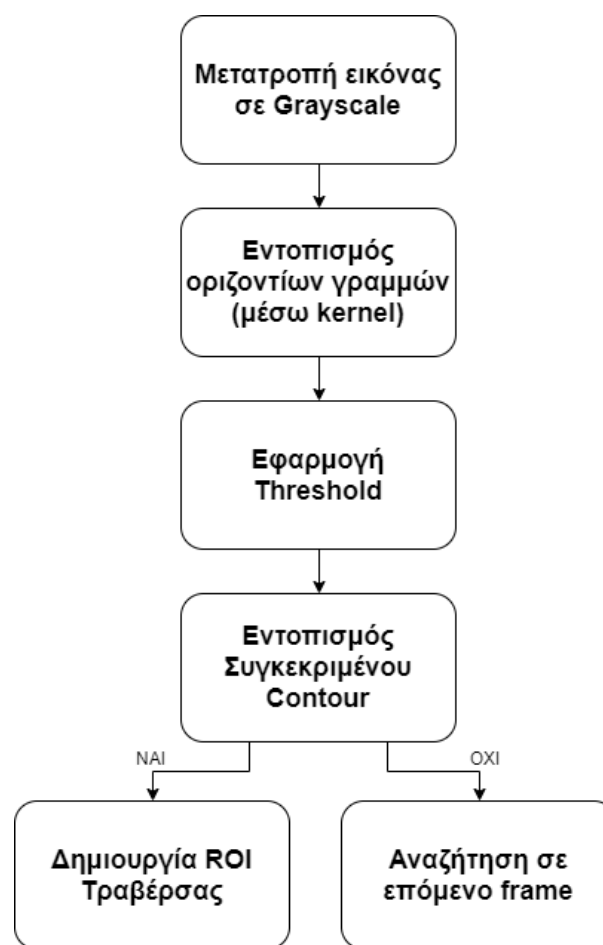 Μετατροπή εικόνας
σε Grayscale
Εντοπισμός
οριζοντίων γραμμών
(μέσω kernel)
Εφαρμογή
Threshold
Εντοπισμός
Συγκεκριμένου
Contour
ΝΑΙ
ΟΧΙ
Δημιουργία ROI
Τραβέρσας
Αναζήτηση σε
επόμενο frame